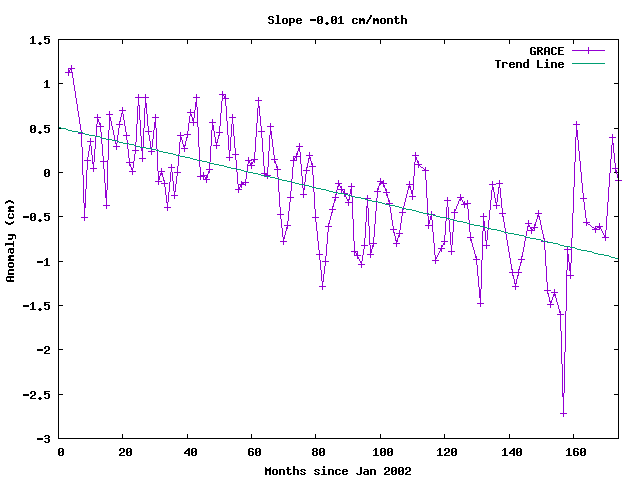 Slope -0.01 cm/month
GRACE
Trend Line
1.5
1
0.5
0
-0.5
-1
-1.5
-2
-2.5
-3
Anomaly (cm)
0 20 40 60 80 100 120 140 160
Months since Jan 2002